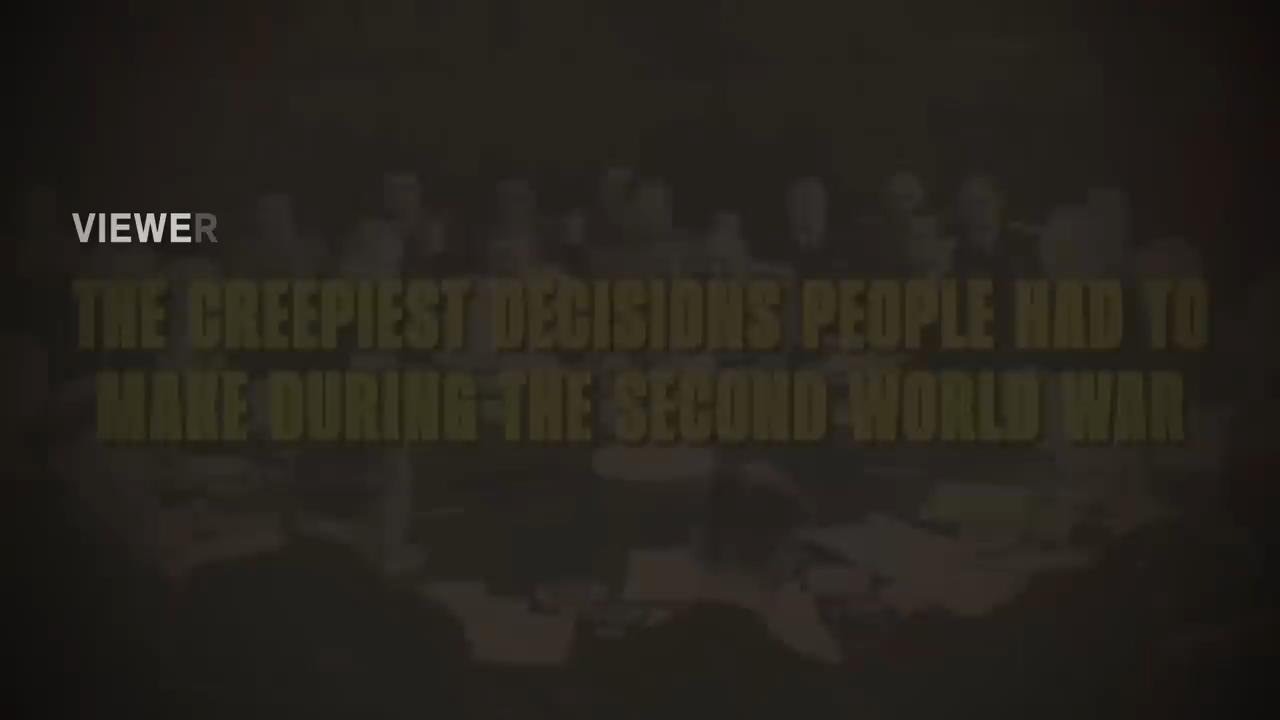 VIEWER
THE CREEPIEST DECISIONS PEOPLE HAD TO
MAKE DURING THE SECOND WORLD WAR